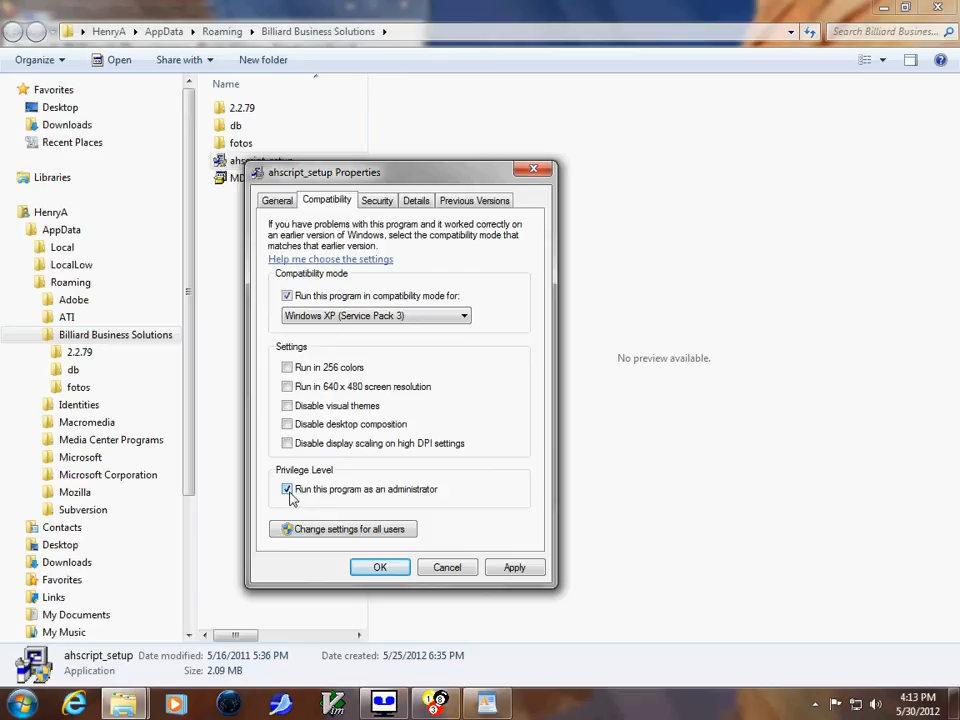 HenryA ▸ AppData ▸ Roaming ▸ Billiard Business Solutions ▸
Search Billiard Busines...
Organize Open Share with New folder
Favorites
Desktop
Downloads
Recent Places
Libraries
HenryA
AppData
Local
LocalLow
Roaming
Adobe
ATI
Billiard Business Solutions
2.2.79
db
fotos
Identities
Macromedia
Media Center Programs
Microsoft
Microsoft Corporation
Mozilla
Subversion
Contacts
Desktop
Downloads
Favorites
Links
My Documents
My Music
Name
2.2.79
db
fotos
ahscript_setup
ahscript_setup Properties
General Compatibility Security Details Previous Versions
If you have problems with this program and it worked correctly on
an earlier version of Windows, select the compatibility mode that
matches that earlier version.
Help me choose the settings
Compatibility mode
Run this program in compatibility mode for:
Windows XP (Service Pack 3)
Settings
Run in 256 colors
Run in 640 x 480 screen resolution
Disable visual themes
Disable desktop composition
Disable display scaling on high DPI settings
Privilege Level
Run this program as an administrator
Change settings for all users
OK Cancel Apply
No preview available.
ahscript_setup Date modified: 5/16/2011 5:36 PM Date created: 5/25/2012 6:35 PM
Application Size: 2.09 MB
4:13 PM
5/30/2012